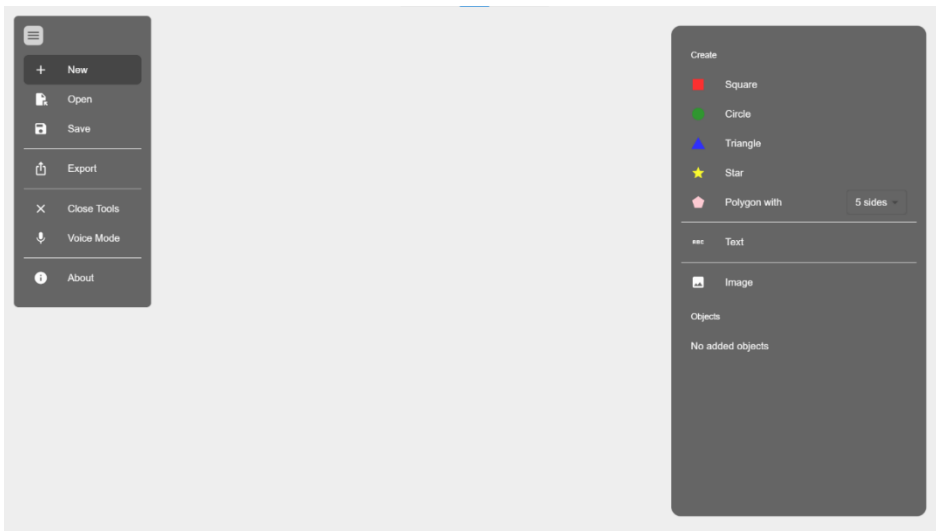 New
Open
Save
Export
Close Tools
Voice Mode
About
Create
Square
Circle
Triangle
Star
Polygon with 5 sides
Text
Image
Objects
No added objects